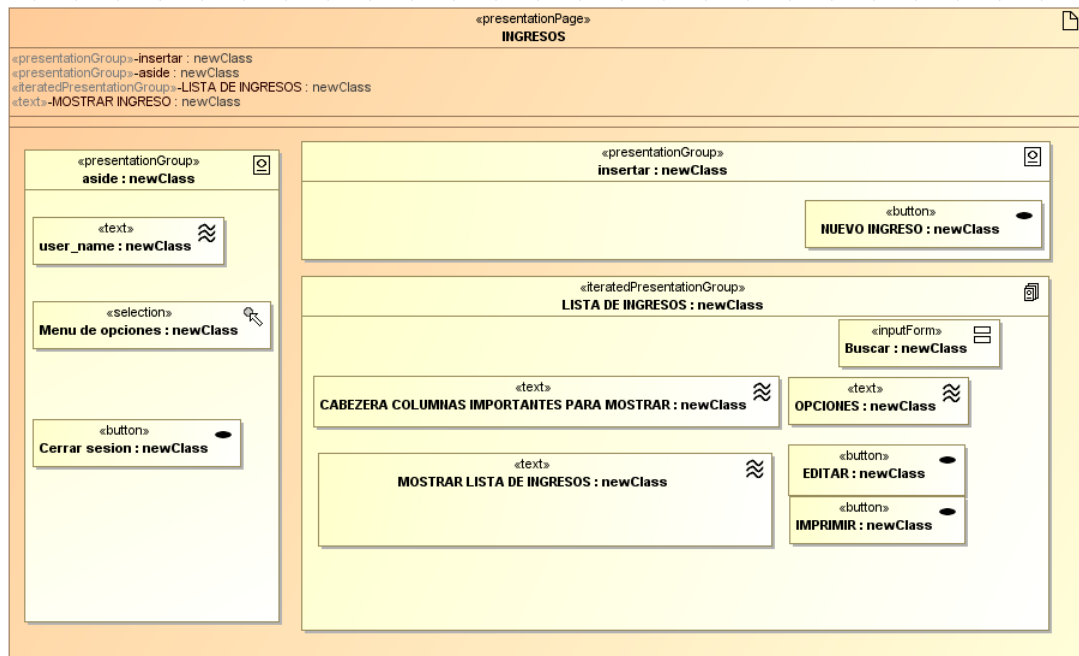 «presentationPage»
INGRESOS
«presentationGroup»-insertar : newClass
«presentationGroup»-aside : newClass
«iteratedPresentationGroup»-LISTA DE INGRESOS : newClass
«text»-MOSTRAR INGRESO : newClass
«presentationGroup»
aside : newClass
«text»
user_name : newClass
«selection»
Menu de opciones : newClass
«button»
Cerrar sesion : newClass
«presentationGroup»
insertar : newClass
«button»
NUEVO INGRESO : newClass
«iteratedPresentationGroup»
LISTA DE INGRESOS : newClass
«inputForm»
Buscar : newClass
«text»
CABEZERA COLUMNAS IMPORTANTES PARA MOSTRAR : newClass
«text»
OPCIONES : newClass
«text»
MOSTRAR LISTA DE INGRESOS : newClass
«button»
EDITAR : newClass
«button»
IMPRIMIR : newClass